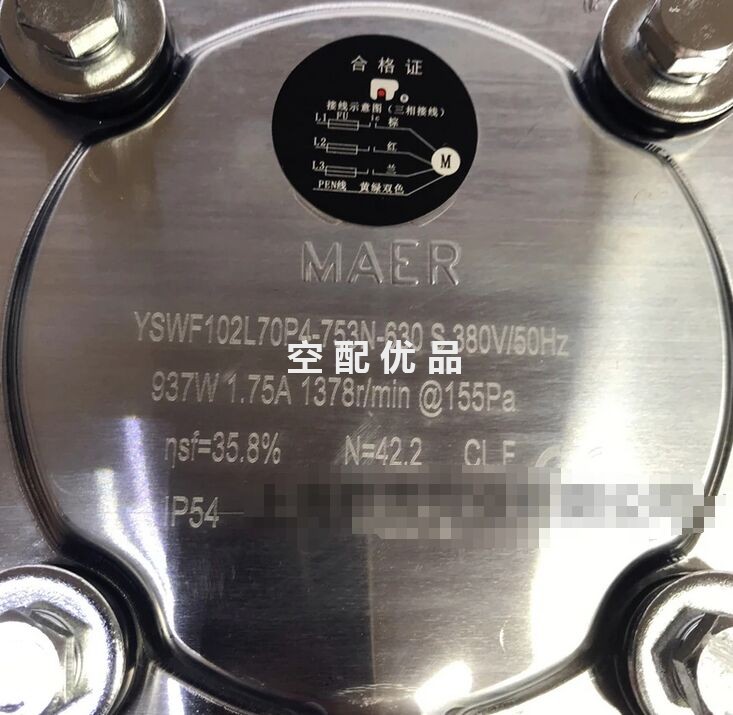 合格证
接线示意图（三相接线）
L1 FU 1c 棕
L2 红
L3 兰
M
PEN线 黄绿双色
MAER
YSWF102L70P4-753N-630 S 380V/50Hz
空配优品
937W 1.75A 1378r/min @155Pa
ηsf=35.8% N=42.2 CL F
IP54